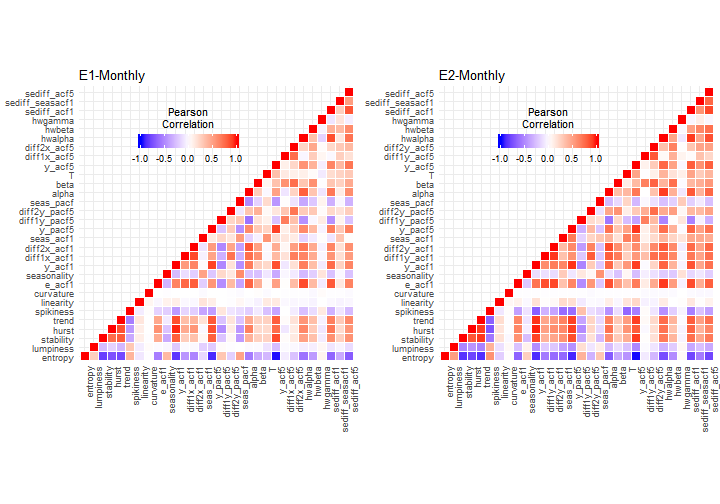 E1-Monthly
sediff_acf5
sediff_seasacf1
sediff_acf1
hwgamma
hwbeta
hwalpha
diff2x_acf5
diff1x_acf5
y_acf5
T
beta
alpha
seas_pacf
diff2y_pacf5
diff1y_pacf5
y_pacf5
seas_acf1
diff2x_acf1
diff1x_acf1
y_acf1
seasonality
e_acf1
curvature
linearity
spikiness
trend
hurst
stability
lumpiness
entropy
Pearson
Correlation
-1.0 -0.5 0.0 0.5 1.0
entropy
lumpiness
stability
hurst
trend
spikiness
linearity
curvature
e_acf1
seasonality
y_acf1
diff1x_acf1
diff2x_acf1
seas_acf1
y_pacf5
diff1y_pacf5
diff2y_pacf5
seas_pacf
alpha
beta
T
y_acf5
diff1x_acf5
diff2x_acf5
hwalpha
hwbeta
hwgamma
sediff_acf1
sediff_seasacf1
sediff_acf5
E2-Monthly
sediff_acf5
sediff_seasacf1
sediff_acf1
hwgamma
hwbeta
hwalpha
diff2y_acf5
diff1y_acf5
y_acf5
T
beta
alpha
seas_pacf
diff2y_pacf5
diff1y_pacf5
y_pacf5
seas_acf1
diff2y_acf1
diff1y_acf1
y_acf1
seasonality
e_acf1
curvature
linearity
spikiness
trend
hurst
stability
lumpiness
entropy
Pearson
Correlation
-1.0 -0.5 0.0 0.5 1.0
entropy
lumpiness
stability
hurst
trend
spikiness
linearity
curvature
e_acf1
seasonality
y_acf1
diff1y_acf1
diff2y_acf1
seas_acf1
y_pacf5
diff1y_pacf5
diff2y_pacf5
seas_pacf
alpha
beta
T
y_acf5
diff1y_acf5
diff2y_acf5
hwalpha
hwbeta
hwgamma
sediff_acf1
sediff_seasacf1
sediff_acf5